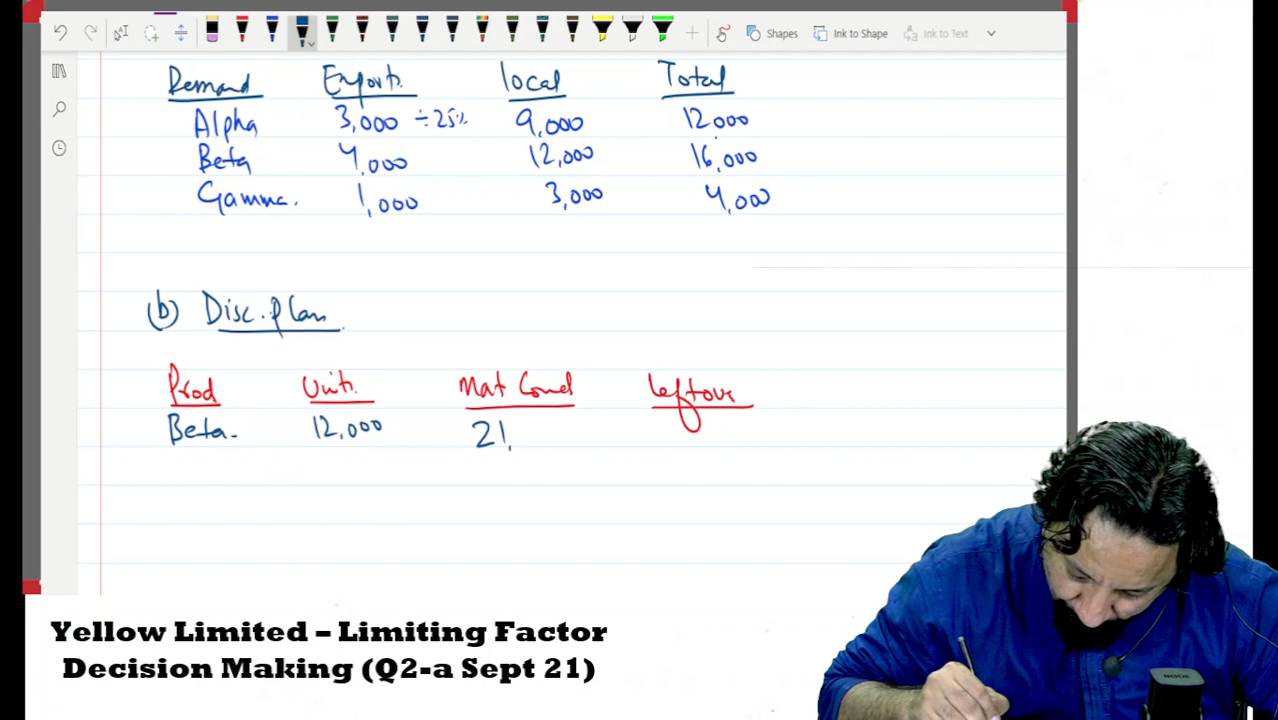 Shapes Ink to Shape Ink to Text
Demand Exports local Total
Alpha 3,000 ÷25% 9,000 12,000
Beta 4,000 12,000 16,000
Gamma. 1,000 3,000 4,000
(b) Disc. plan
Prod Units Mat Consd leftover
Beta. 12,000 21,
Yellow Limited – Limiting Factor
Decision Making (Q2-a Sept 21)
NODE